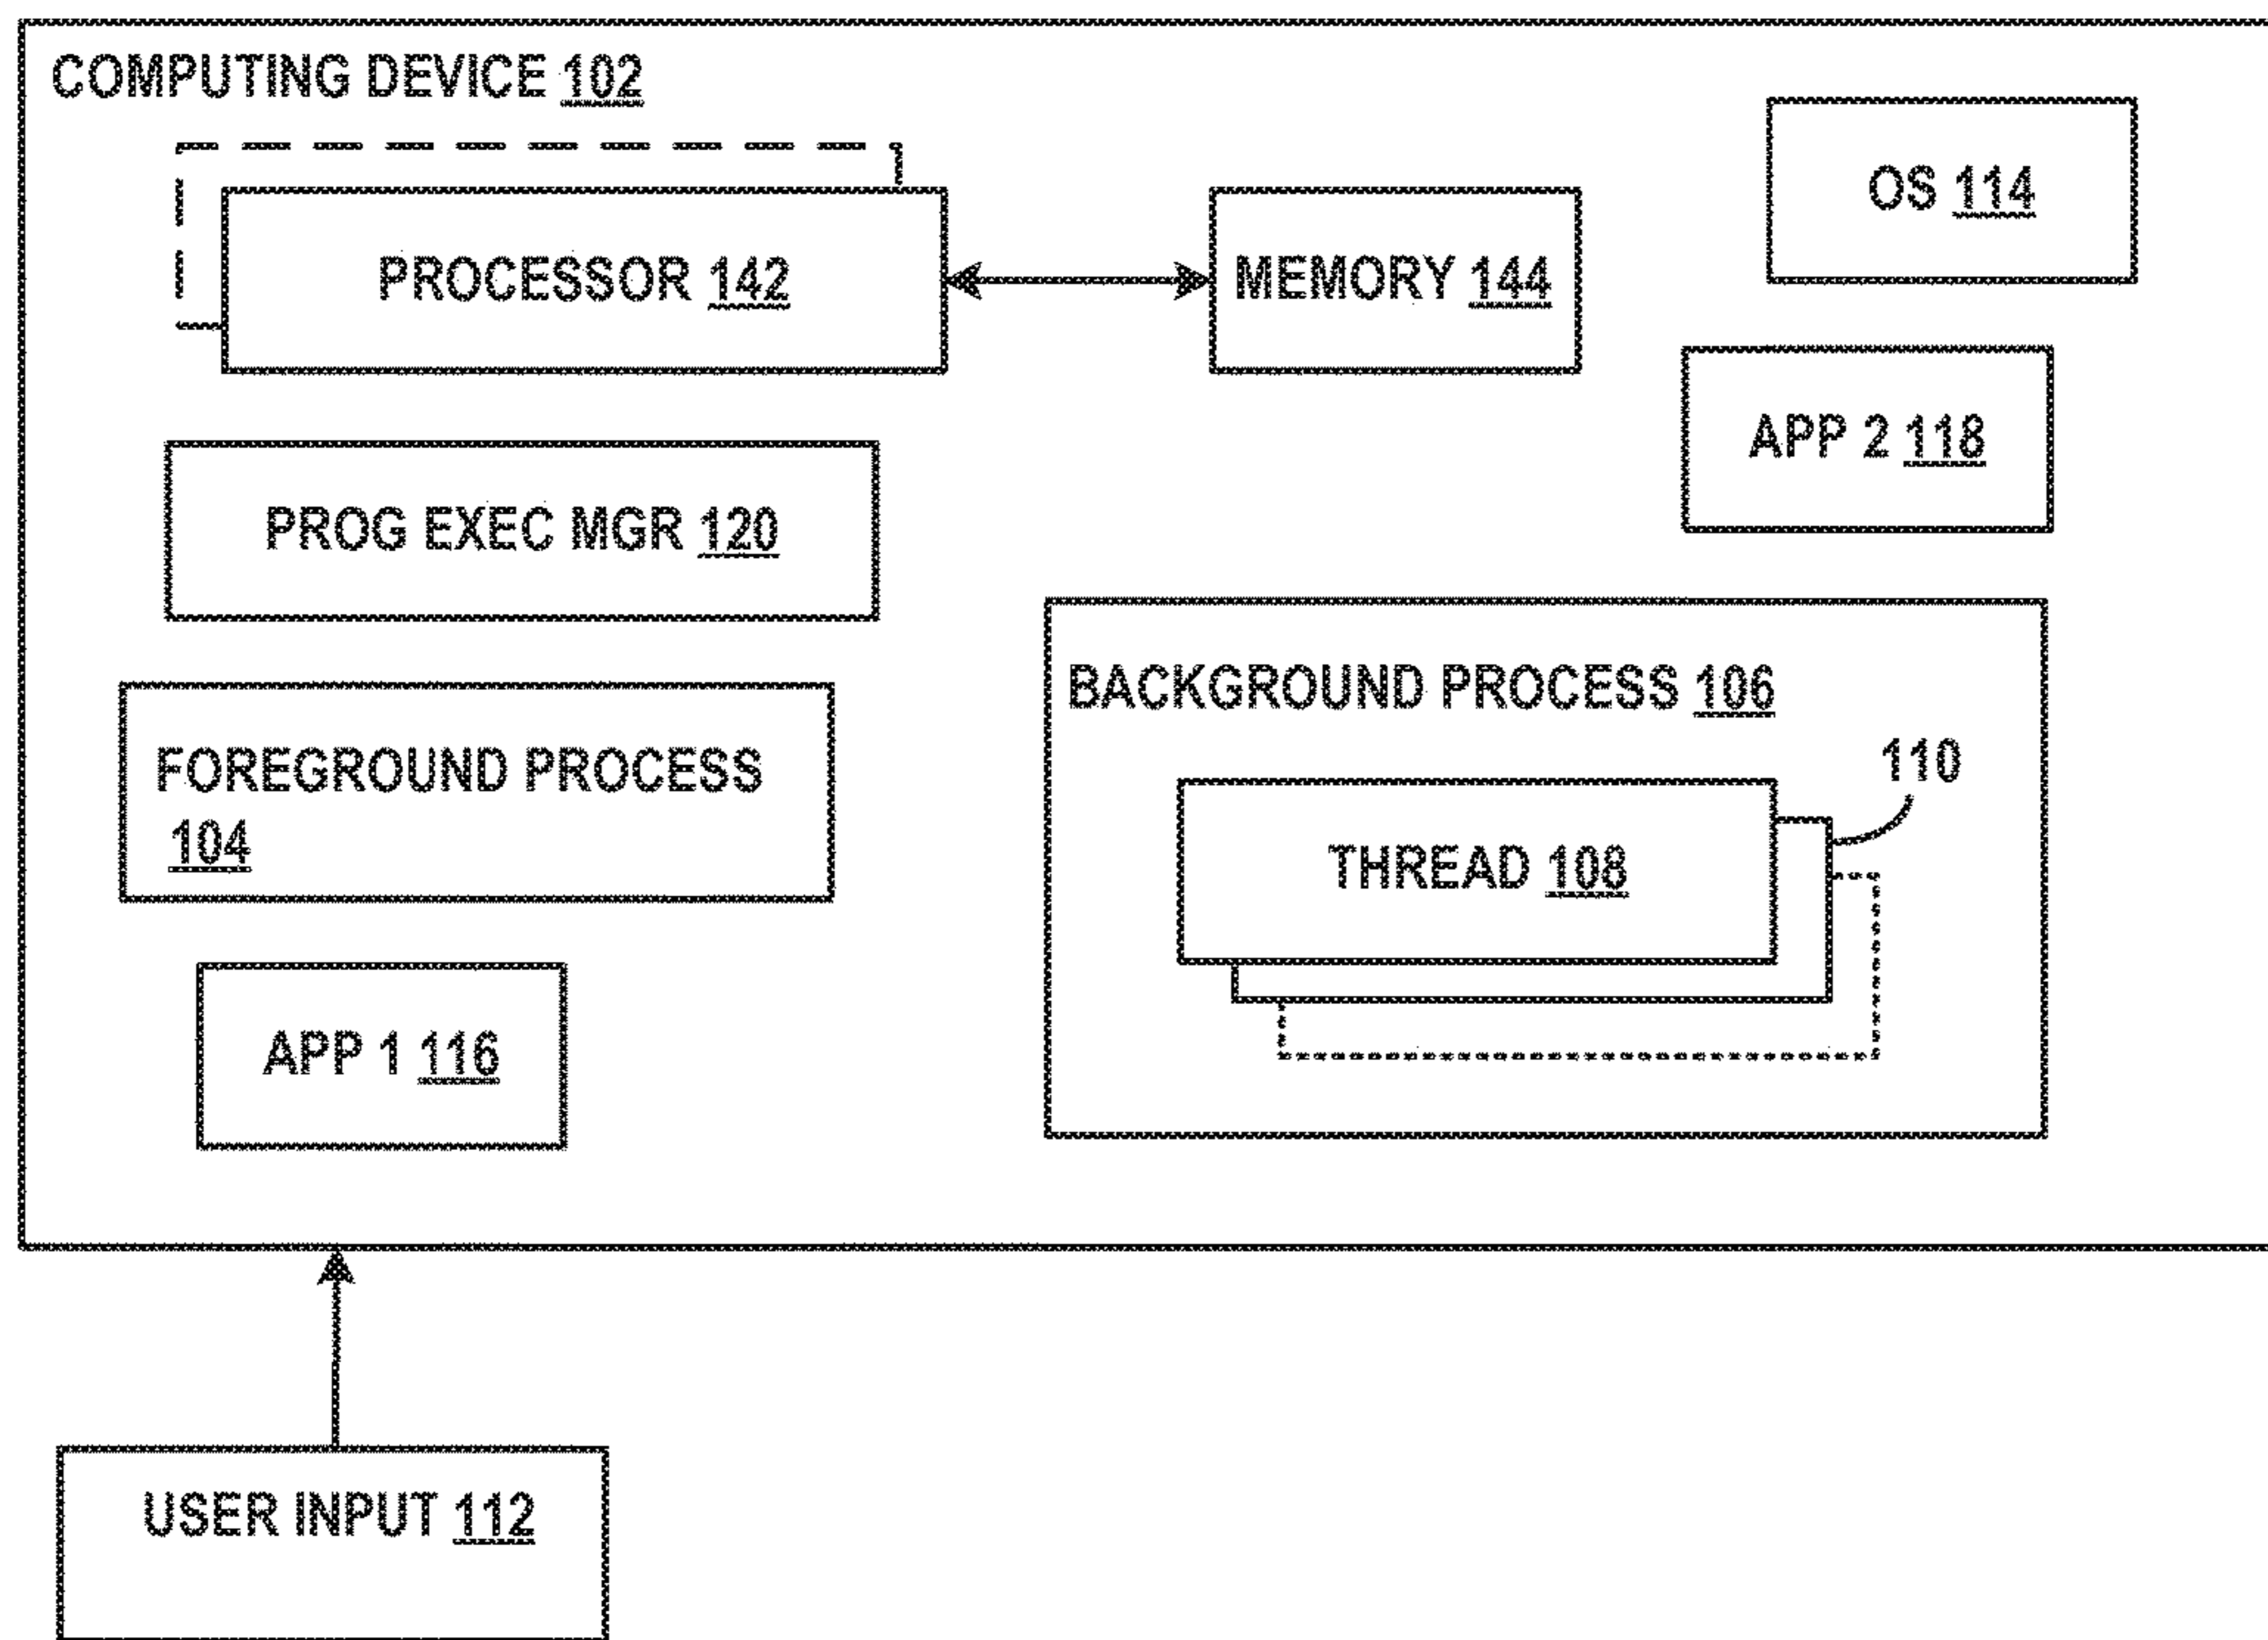 COMPUTING DEVICE 102
OS 114
PROCESSOR 142
MEMORY 144
APP 2 118
PROG EXEC MGR 120
BACKGROUND PROCESS 106
FOREGROUND PROCESS
104
110
THREAD 108
APP 1 116
USER INPUT 112